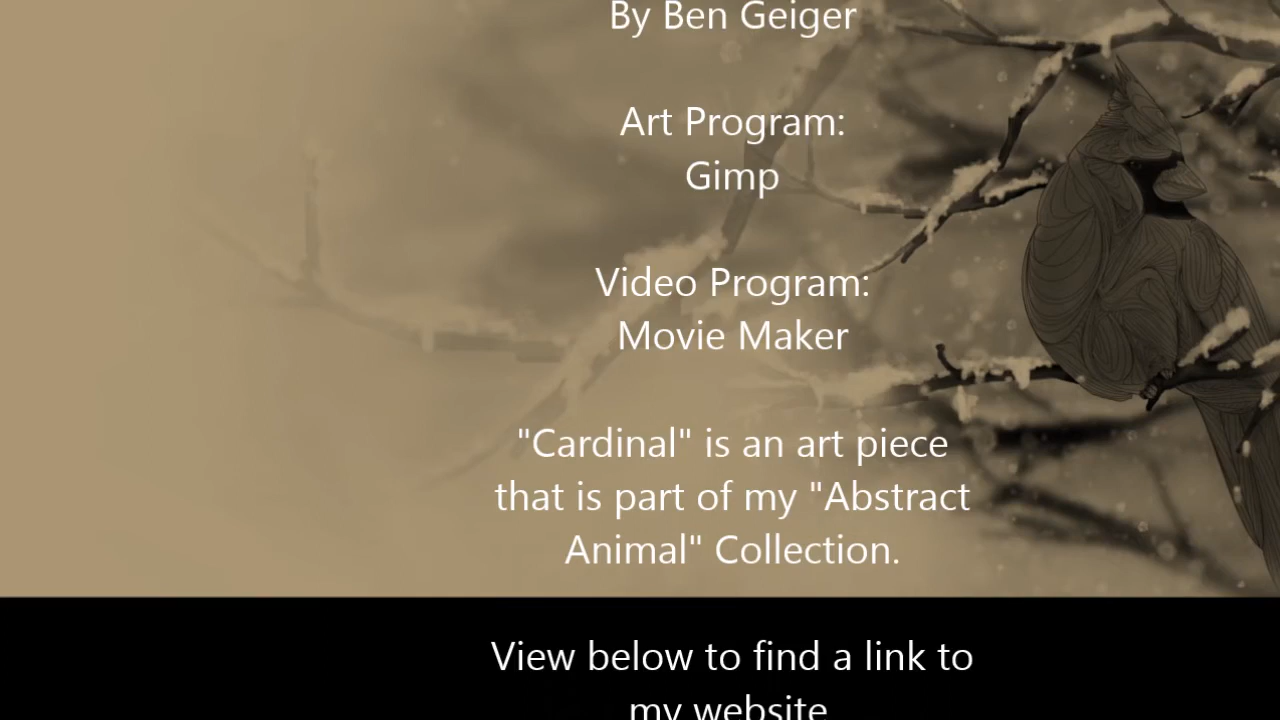 By Ben Geiger
Art Program:
Gimp
Video Program:
Movie Maker
"Cardinal" is an art piece
that is part of my "Abstract
Animal" Collection.
View below to find a link to
my website